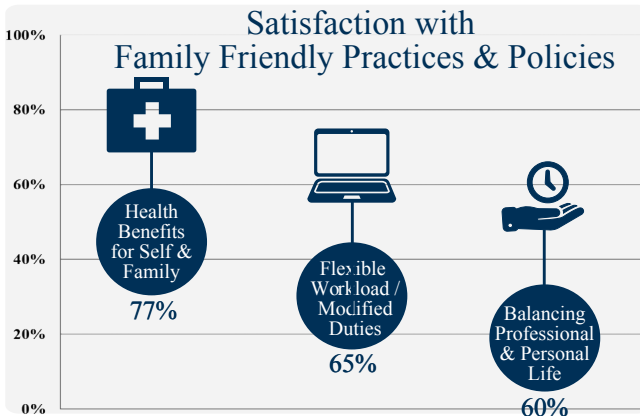 Satisfaction with
Family Friendly Practices & Policies
100%
80%
60%
40%
20%
0%
Health
Benefits
for Self &
Family
77%
Flexible
Workload /
Modified
Duties
65%
Balancing
Professional
& Personal
Life
60%